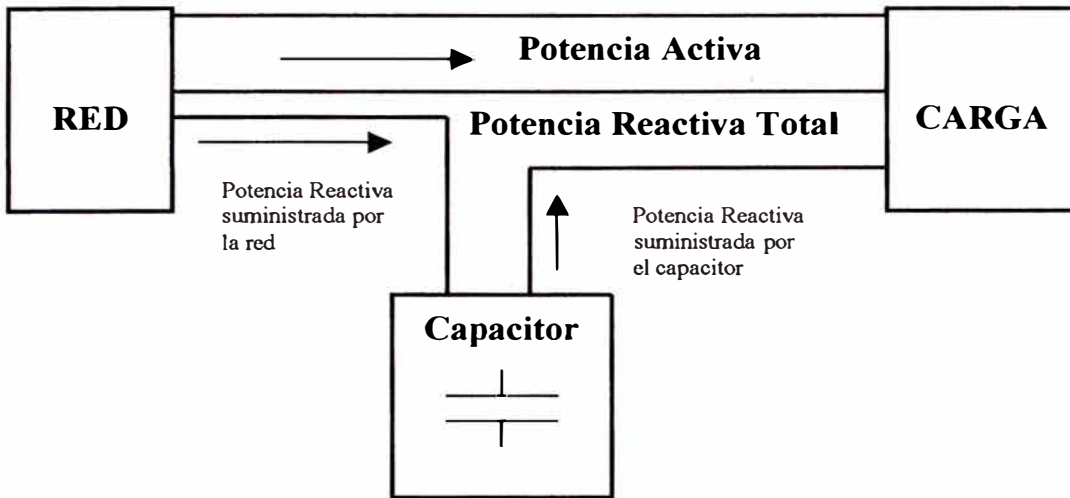 Potencia Activa
RED
Potencia Reactiva Total
CARGA
Potencia Reactiva
suministrada por
la red
Potencia Reactiva
suministrada por
el capacitor
Capacitor